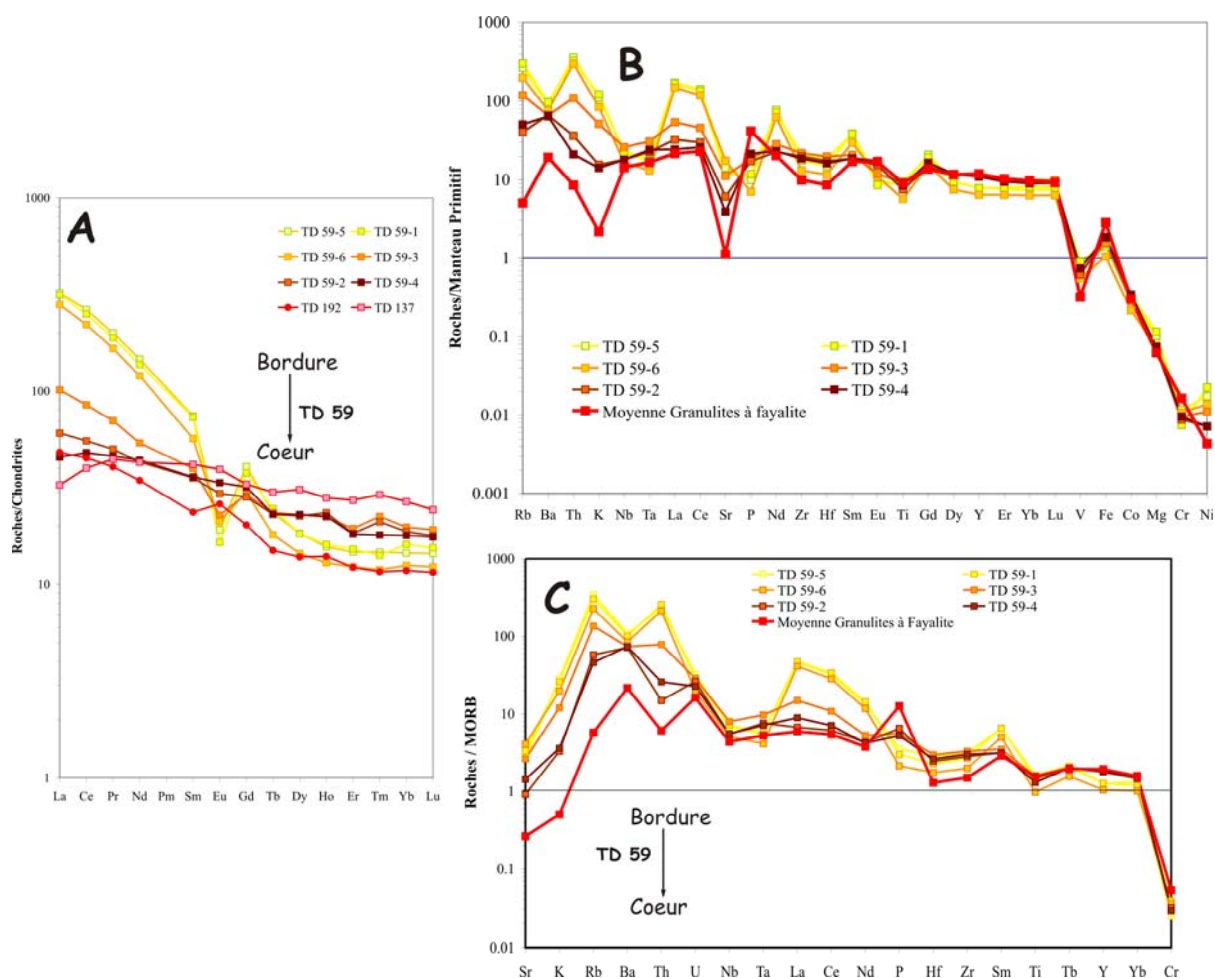 A
Roches/Chondrites
1000
100
10
1
TD 59-5 TD 59-1
TD 59-6 TD 59-3
TD 59-2 TD 59-4
TD 192 TD 137
Bordure
TD 59
Coeur
La Ce Pr Nd Pm Sm Eu Gd Tb Dy Ho Er Tm Yb Lu
B
Roches/Manteau Primitif
1000
100
10
1
0.1
0.01
0.001
TD 59-5 TD 59-1
TD 59-6 TD 59-3
TD 59-2 TD 59-4
Moyenne Granulites à fayalite
Rb Ba Th K Nb Ta La Ce Sr P Nd Zr Hf Sm Eu Ti Gd Dy Y Er Yb Lu V Fe Co Mg Cr Ni
C
Roches / MORB
1000
100
10
1
0.1
0.01
TD 59-5 TD 59-1
TD 59-6 TD 59-3
TD 59-2 TD 59-4
Moyenne Granulites à Fayalite
Bordure
TD 59
Coeur
Sr K Rb Ba Th U Nb Ta La Ce Nd P Hf Zr Sm Ti Tb Y Yb Cr